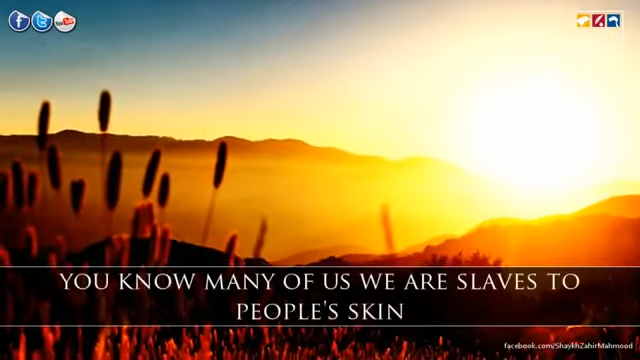 YOU KNOW MANY OF US WE ARE SLAVES TO
PEOPLE'S SKIN
facebook.com/ShaykhZahirMahmood